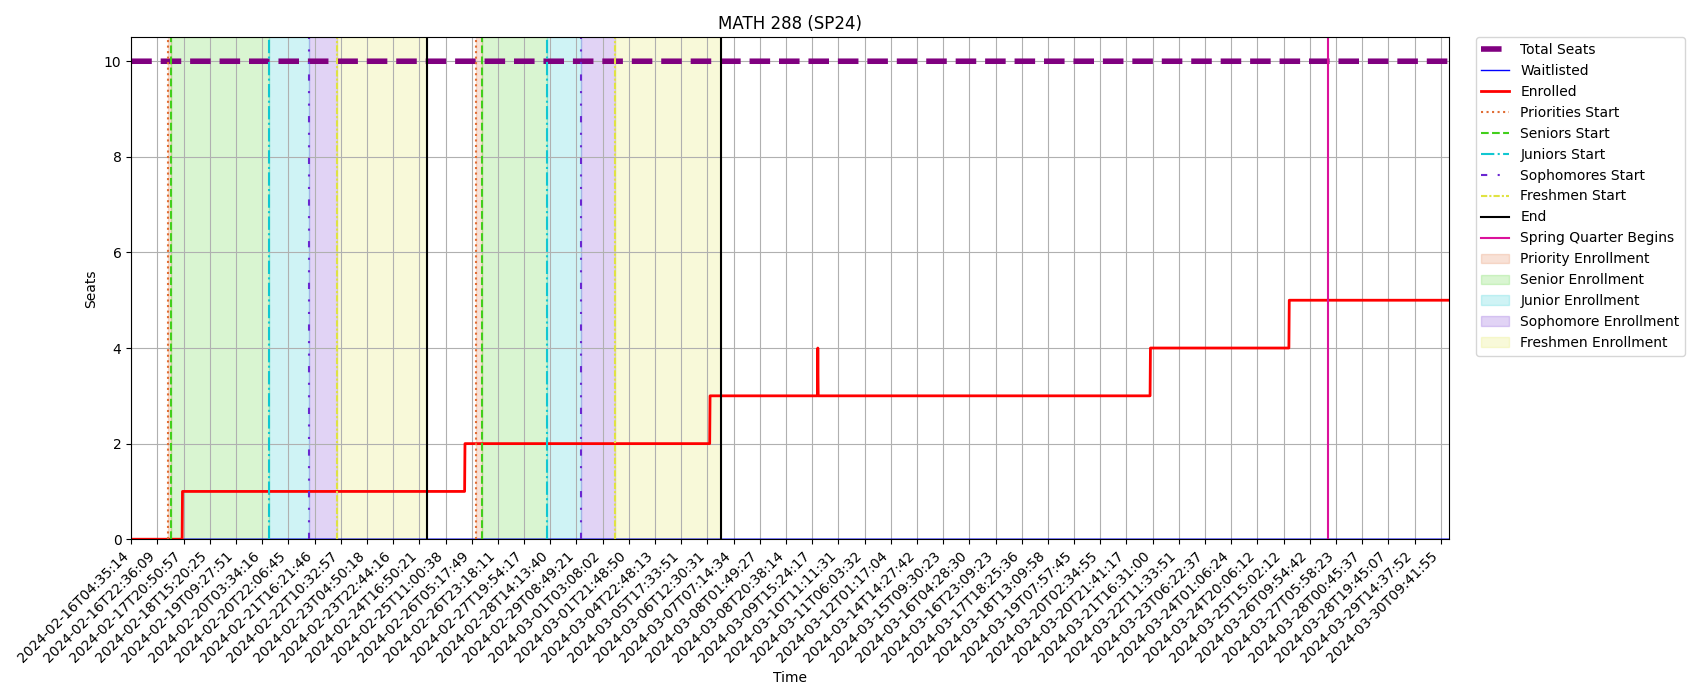 MATH 288 (SP24)
10
8
6
4
2
0
Seats
2024-02-16T04:35:14
2024-02-16T22:36:09
2024-02-17T20:50:57
2024-02-18T15:20:25
2024-02-19T09:27:51
2024-02-20T03:34:16
2024-02-20T22:06:45
2024-02-21T16:21:46
2024-02-22T10:32:57
2024-02-23T04:50:18
2024-02-23T22:44:16
2024-02-24T16:50:21
2024-02-25T11:00:38
2024-02-26T05:17:49
2024-02-26T23:18:11
2024-02-27T19:54:17
2024-02-28T14:13:40
2024-02-29T08:49:21
2024-03-01T03:08:02
2024-03-01T21:48:50
2024-03-04T22:48:13
2024-03-05T17:33:51
2024-03-06T12:30:31
2024-03-07T07:14:34
2024-03-08T01:49:27
2024-03-08T20:38:14
2024-03-09T15:24:17
2024-03-10T11:11:31
2024-03-11T06:03:32
2024-03-12T01:17:04
2024-03-14T14:27:42
2024-03-15T09:30:23
2024-03-16T04:28:30
2024-03-16T23:09:23
2024-03-17T18:25:36
2024-03-18T13:09:58
2024-03-19T07:57:45
2024-03-20T02:34:55
2024-03-20T21:41:17
2024-03-21T16:31:00
2024-03-22T11:33:51
2024-03-23T06:22:37
2024-03-24T01:06:24
2024-03-24T20:06:12
2024-03-25T15:02:12
2024-03-26T09:54:42
2024-03-27T05:58:23
2024-03-28T00:45:37
2024-03-28T19:45:07
2024-03-29T14:37:52
2024-03-30T09:41:55
Time
Total Seats
Waitlisted
Enrolled
Priorities Start
Seniors Start
Juniors Start
Sophomores Start
Freshmen Start
End
Spring Quarter Begins
Priority Enrollment
Senior Enrollment
Junior Enrollment
Sophomore Enrollment
Freshmen Enrollment